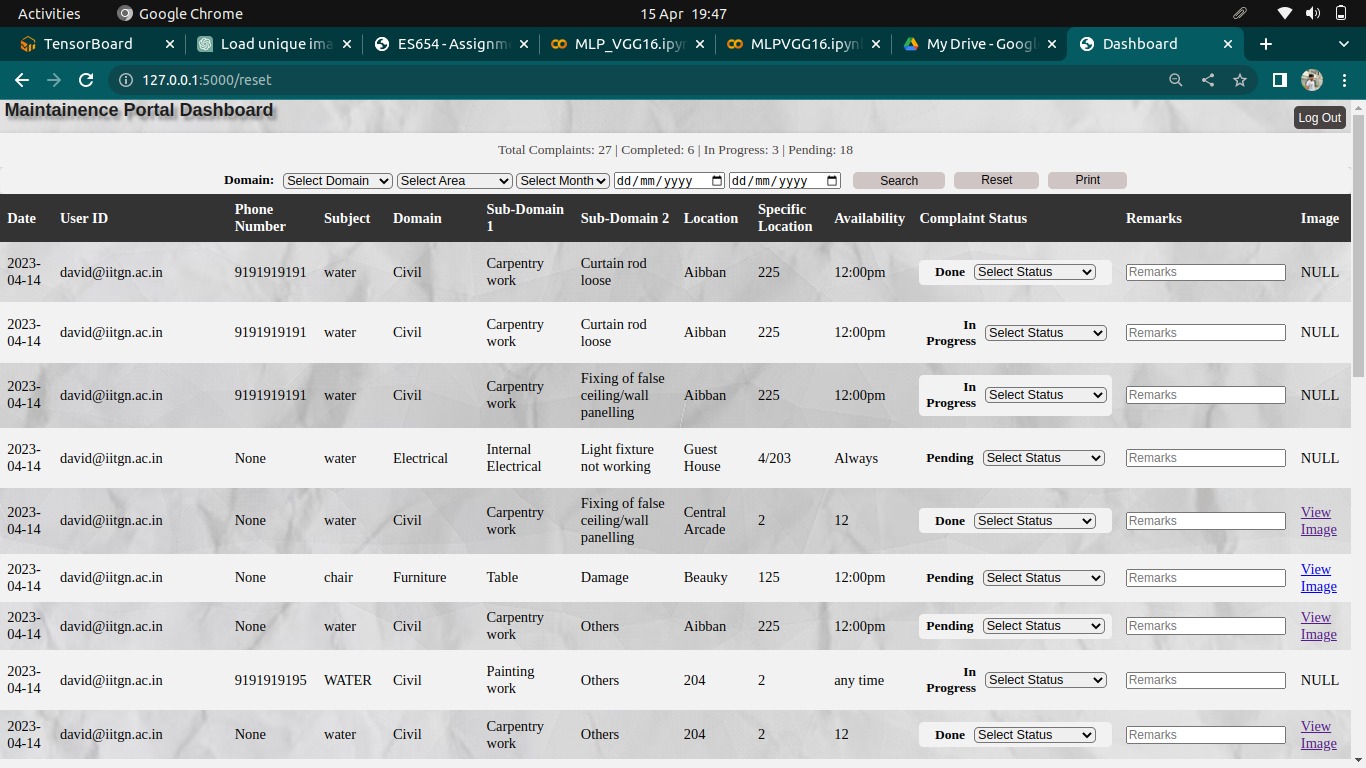 Activities Google Chrome 15 Apr 19:47
TensorBoard Load unique ima ES654 - Assignm MLP_VGG16.ipyn MLPVGG16.ipynb My Drive - Googl Dashboard
127.0.0.1:5000/reset
Maintainence Portal Dashboard
Log Out
Total Complaints: 27 | Completed: 6 | In Progress: 3 | Pending: 18
Domain: Select Domain Select Area Select Month dd/mm/yyyy dd/mm/yyyy Search Reset Print
Date User ID Phone Number Subject Domain Sub-Domain 1 Sub-Domain 2 Location Specific Location Availability Complaint Status Remarks Image
2023-04-14 david@iitgn.ac.in 9191919191 water Civil Carpentry work Curtain rod loose Aibban 225 12:00pm Done Select Status Remarks NULL
2023-04-14 david@iitgn.ac.in 9191919191 water Civil Carpentry work Curtain rod loose Aibban 225 12:00pm In Progress Select Status Remarks NULL
2023-04-14 david@iitgn.ac.in 9191919191 water Civil Carpentry work Fixing of false ceiling/wall panelling Aibban 225 12:00pm In Progress Select Status Remarks NULL
2023-04-14 david@iitgn.ac.in None water Electrical Internal Electrical Light fixture not working Guest House 4/203 Always Pending Select Status Remarks NULL
2023-04-14 david@iitgn.ac.in None water Civil Carpentry work Fixing of false ceiling/wall panelling Central Arcade 2 12 Done Select Status Remarks View Image
2023-04-14 david@iitgn.ac.in None chair Furniture Table Damage Beauky 125 12:00pm Pending Select Status Remarks View Image
2023-04-14 david@iitgn.ac.in None water Civil Carpentry work Others Aibban 225 12:00pm Pending Select Status Remarks View Image
2023-04-14 david@iitgn.ac.in 9191919195 WATER Civil Painting work Others 204 2 any time In Progress Select Status Remarks NULL
2023-04-14 david@iitgn.ac.in None water Civil Carpentry work Others 204 2 12 Done Select Status Remarks View Image